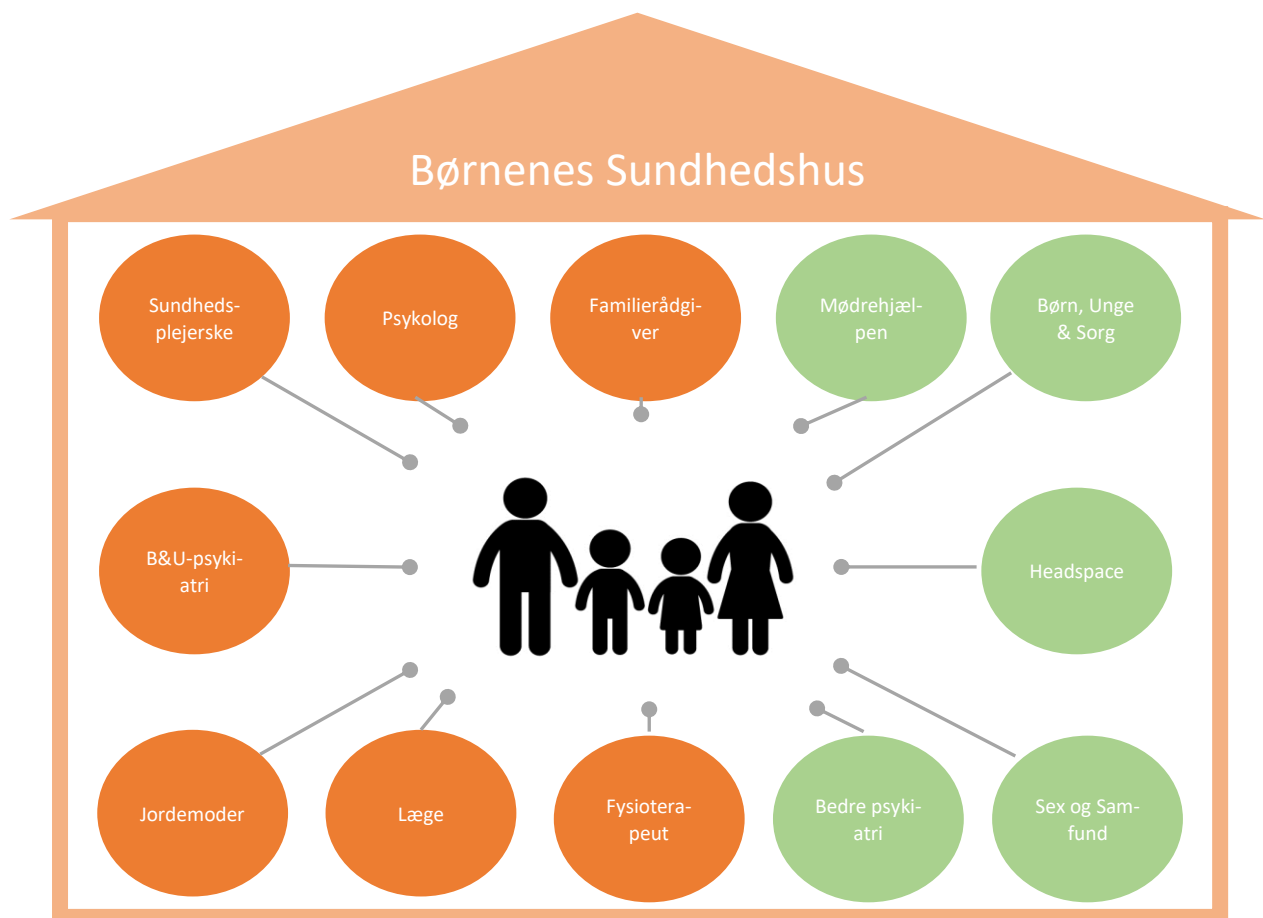 Børnenes Sundhedshus
Sundheds-
plejerske
Psykolog
Familierådgi-
ver
Mødrehjæl-
pen
Børn, Unge
& Sorg
B&U-psyki-
atri
Headspace
Jordemoder
Læge
Fysiotera-
peut
Bedre psyki-
atri
Sex og Sam-
fund